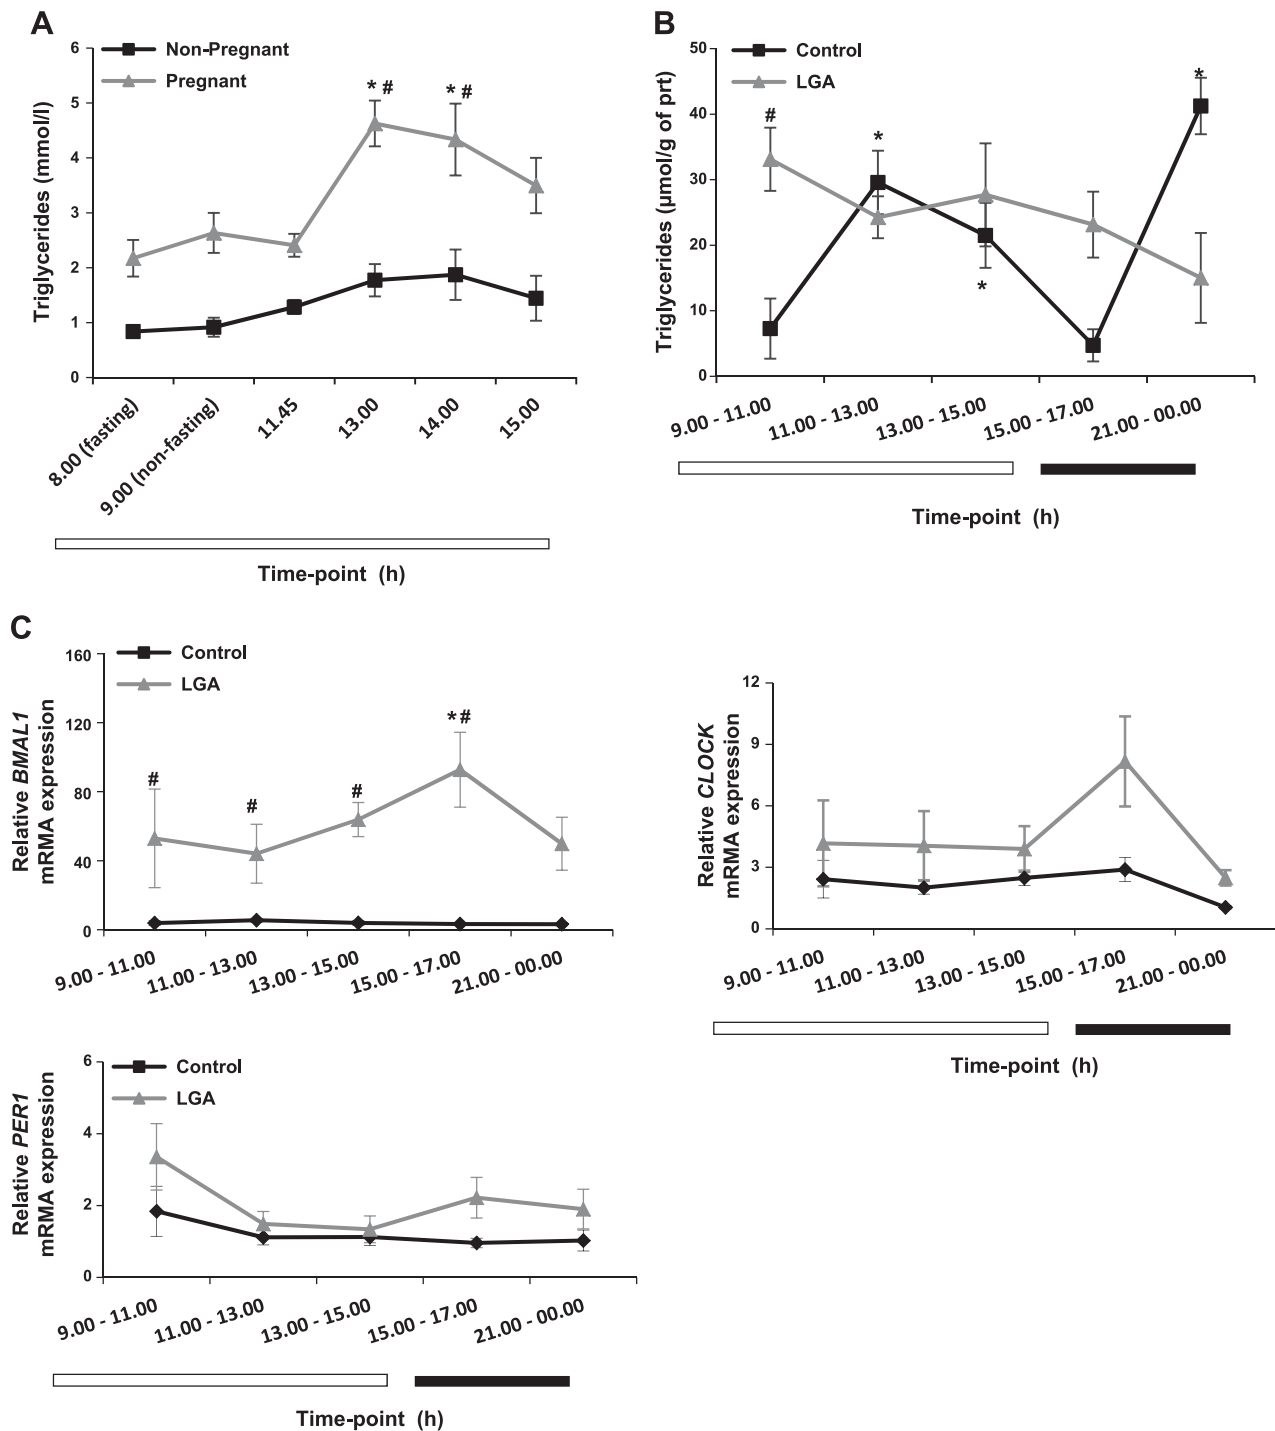 A
6
5
4
3
2
1
0
Triglycerides (mmol/l)
Non-Pregnant
Pregnant
* #
* #
8.00 (fasting)
9.00 (non-fasting)
11.45
13.00
14.00
15.00
Time-point (h)
B
50
40
30
20
10
0
Triglycerides (µmol/g of prt)
Control
LGA
#
*
*
*
9.00 - 11.00
11.00 - 13.00
13.00 - 15.00
15.00 - 17.00
21.00 - 00.00
Time-point (h)
C
160
120
80
40
0
Relative BMAL1
mRMA expression
Control
LGA
#
#
#
* #
9.00 - 11.00
11.00 - 13.00
13.00 - 15.00
15.00 - 17.00
21.00 - 00.00
12
9
6
3
0
Relative CLOCK
mRMA expression
9.00 - 11.00
11.00 - 13.00
13.00 - 15.00
15.00 - 17.00
21.00 - 00.00
Time-point (h)
6
4
2
0
Relative PER1
mRMA expression
Control
LGA
9.00 - 11.00
11.00 - 13.00
13.00 - 15.00
15.00 - 17.00
21.00 - 00.00
Time-point (h)